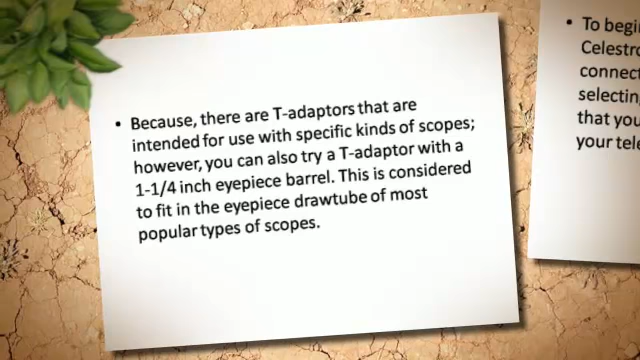 • Because, there are T-adaptors that are
intended for use with specific kinds of scopes;
however, you can also try a T-adaptor with a
1-1/4 inch eyepiece barrel. This is considered
to fit in the eyepiece drawtube of most
popular types of scopes.
• To begi
Celestro
connect
selectin
that you
your tele